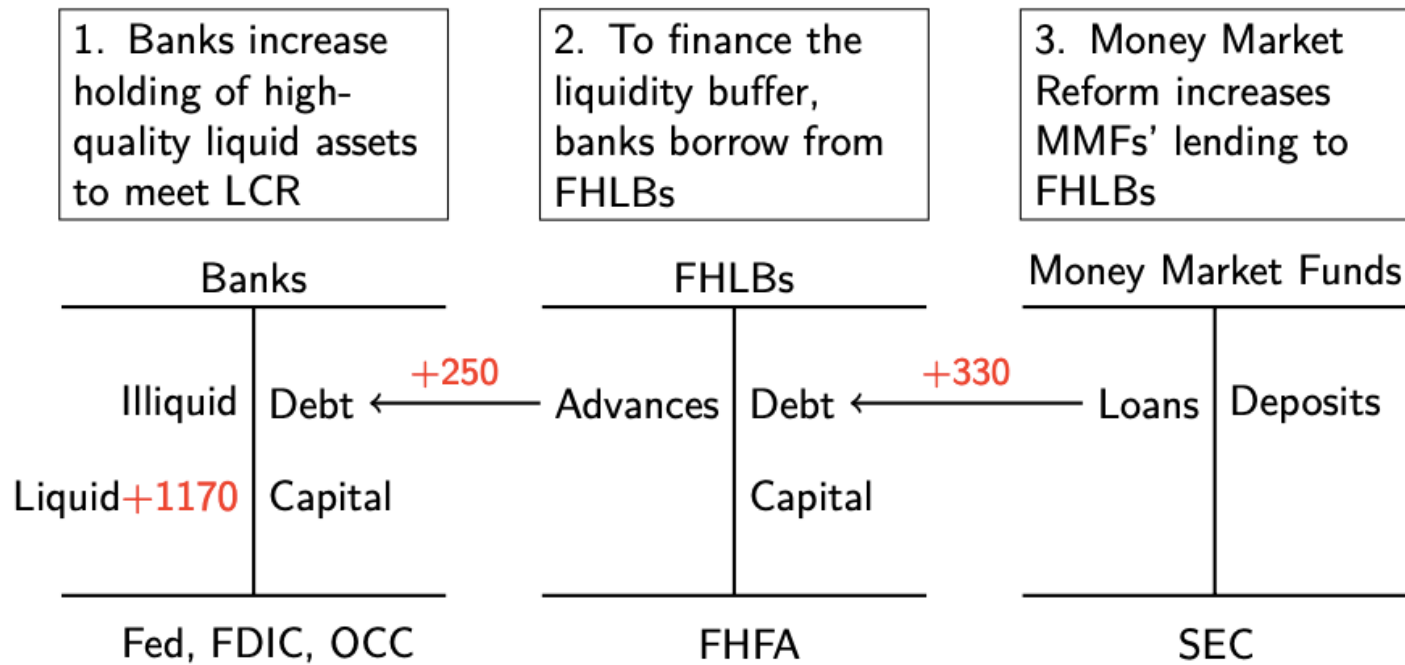 1. Banks increase
holding of high-
quality liquid assets
to meet LCR
2. To finance the
liquidity buffer,
banks borrow from
FHLBs
3. Money Market
Reform increases
MMFs' lending to
FHLBs
Banks
Illiquid
Debt
Liquid+1170
Capital
Fed, FDIC, OCC
+250
FHLBs
Advances
Debt
Capital
FHFA
+330
Money Market Funds
Loans
Deposits
SEC